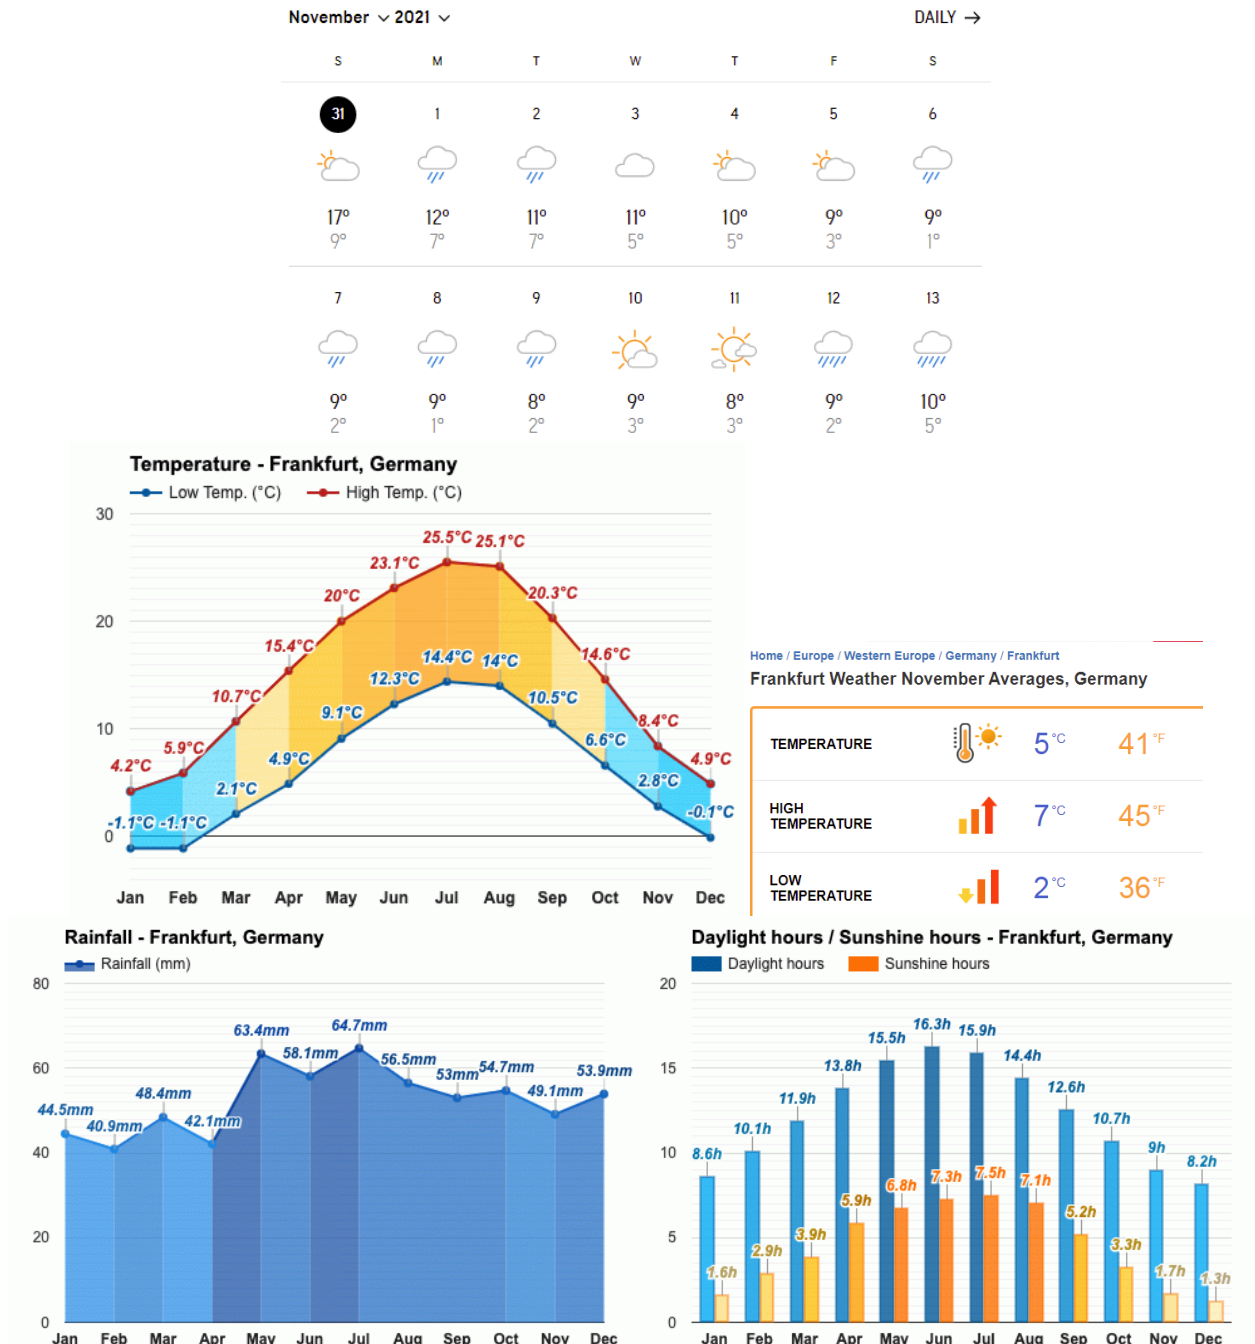 November 2021 DAILY →
S M T W T F S
31 1 2 3 4 5 6
17° 12° 11° 11° 10° 9° 9°
9° 7° 7° 5° 5° 3° 1°
7 8 9 10 11 12 13
9° 9° 8° 9° 8° 9° 10°
2° 1° 2° 3° 3° 2° 5°
Temperature - Frankfurt, Germany
Low Temp. (°C) High Temp. (°C)
30
25.5°C 25.1°C
23.1°C
20°C 20.3°C
20
15.4°C 14.6°C
14.4°C 14°C
12.3°C
10.7°C 10.5°C
9.1°C 8.4°C
10
5.9°C 6.6°C
4.2°C 4.9°C 4.9°C
2.1°C 2.8°C
-1.1°C -1.1°C -0.1°C
0
Jan Feb Mar Apr May Jun Jul Aug Sep Oct Nov Dec
Home / Europe / Western Europe / Germany / Frankfurt
Frankfurt Weather November Averages, Germany
TEMPERATURE 5°C 41°F
HIGH
TEMPERATURE 7°C 45°F
LOW
TEMPERATURE 2°C 36°F
Rainfall - Frankfurt, Germany
Rainfall (mm)
80
63.4mm 64.7mm
58.1mm 56.5mm
60
53mm 54.7mm 53.9mm
48.4mm 49.1mm
44.5mm 40.9mm 42.1mm
40
20
0
Jan Feb Mar Apr May Jun Jul Aug Sep Oct Nov Dec
Daylight hours / Sunshine hours - Frankfurt, Germany
Daylight hours Sunshine hours
20
15.5h 16.3h 15.9h
15
13.8h 14.4h
11.9h 12.6h
10.1h 10.7h
10
8.6h 9h 8.2h
6.8h 7.3h 7.5h 7.1h
5.9h 5.2h
5
3.9h 3.3h
2.9h
1.6h 1.7h 1.3h
0
Jan Feb Mar Apr May Jun Jul Aug Sep Oct Nov Dec